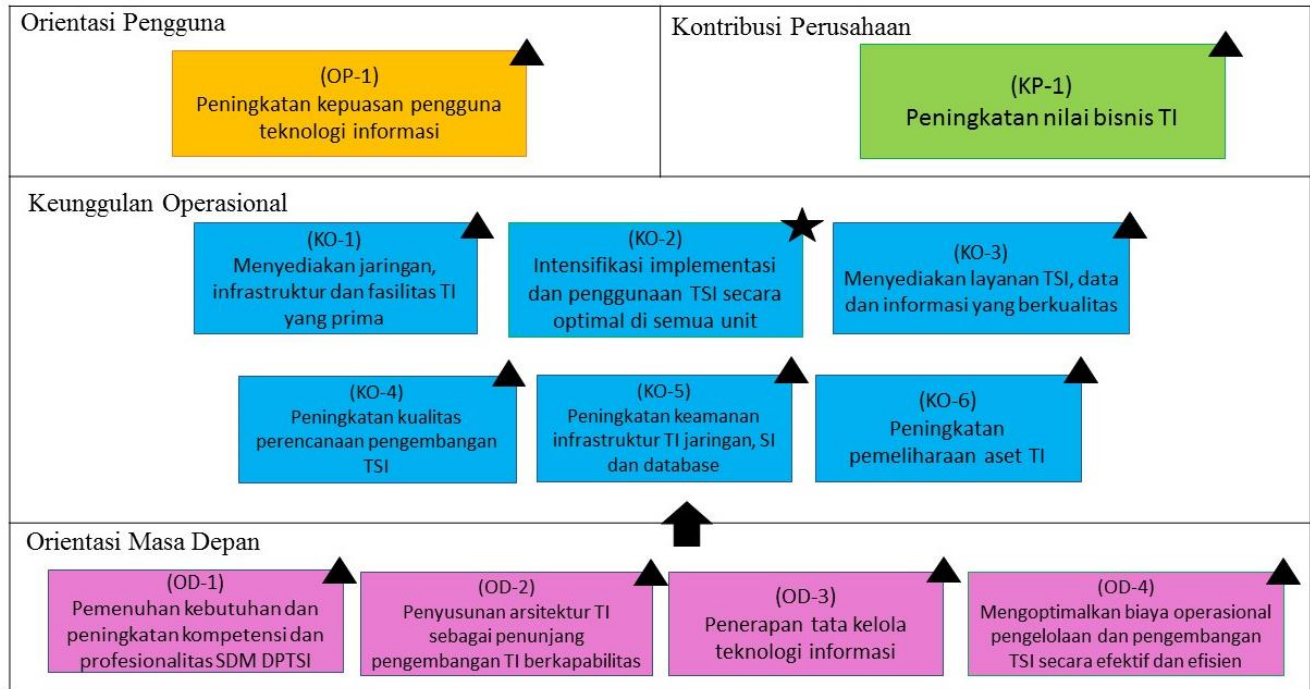 Orientasi Pengguna
(OP-1)
Peningkatan kepuasan pengguna
teknologi informasi
Kontribusi Perusahaan
(KP-1)
Peningkatan nilai bisnis TI
Keunggulan Operasional
(KO-1)
Menyediakan jaringan,
infrastruktur dan fasilitas TI
yang prima
(KO-2)
Intensifikasi implementasi
dan penggunaan TSI secara
optimal di semua unit
(KO-3)
Menyediakan layanan TSI, data
dan informasi yang berkualitas
(KO-4)
Peningkatan kualitas
perencanaan pengembangan
TSI
(KO-5)
Peningkatan keamanan
infrastruktur TI jaringan, SI
dan database
(KO-6)
Peningkatan
pemeliharaan aset TI
Orientasi Masa Depan
(OD-1)
Pemenuhan kebutuhan dan
peningkatan kompetensi dan
profesionalitas SDM DPTSI
(OD-2)
Penyusunan arsitektur TI
sebagai penunjang
pengembangan TI berkapabilitas
(OD-3)
Penerapan tata kelola
teknologi informasi
(OD-4)
Mengoptimalkan biaya operasional
pengelolaan dan pengembangan
TSI secara efektif dan efisien